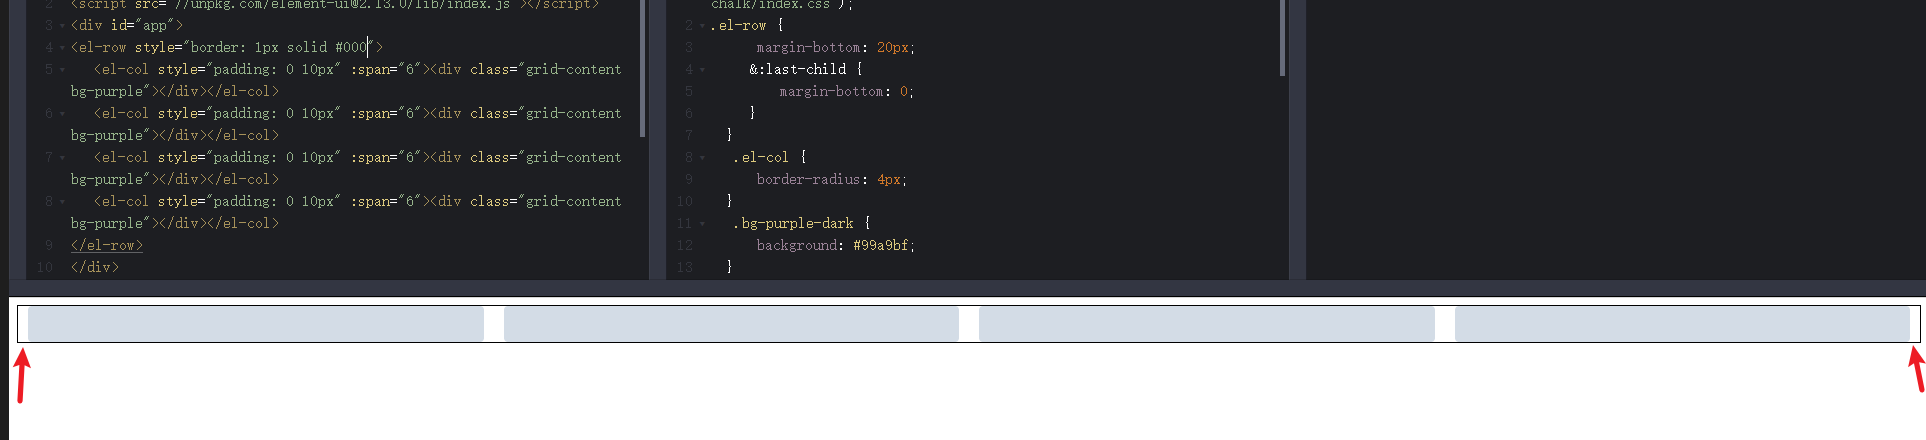 2 <script src="//unpkg.com/element-ui@2.13.0/lib/index.js"></script>
3 <div id="app">
4 <el-row style="border: 1px solid #000">
5 <el-col style="padding: 0 10px" :span="6"><div class="grid-content
bg-purple"></div></el-col>
6 <el-col style="padding: 0 10px" :span="6"><div class="grid-content
bg-purple"></div></el-col>
7 <el-col style="padding: 0 10px" :span="6"><div class="grid-content
bg-purple"></div></el-col>
8 <el-col style="padding: 0 10px" :span="6"><div class="grid-content
bg-purple"></div></el-col>
9 </el-row>
10 </div>
chalk/index.css");
2 .el-row {
3 margin-bottom: 20px;
4 &:last-child {
5 margin-bottom: 0;
6 }
7 }
8 .el-col {
9 border-radius: 4px;
10 }
11 .bg-purple-dark {
12 background: #99a9bf;
13 }